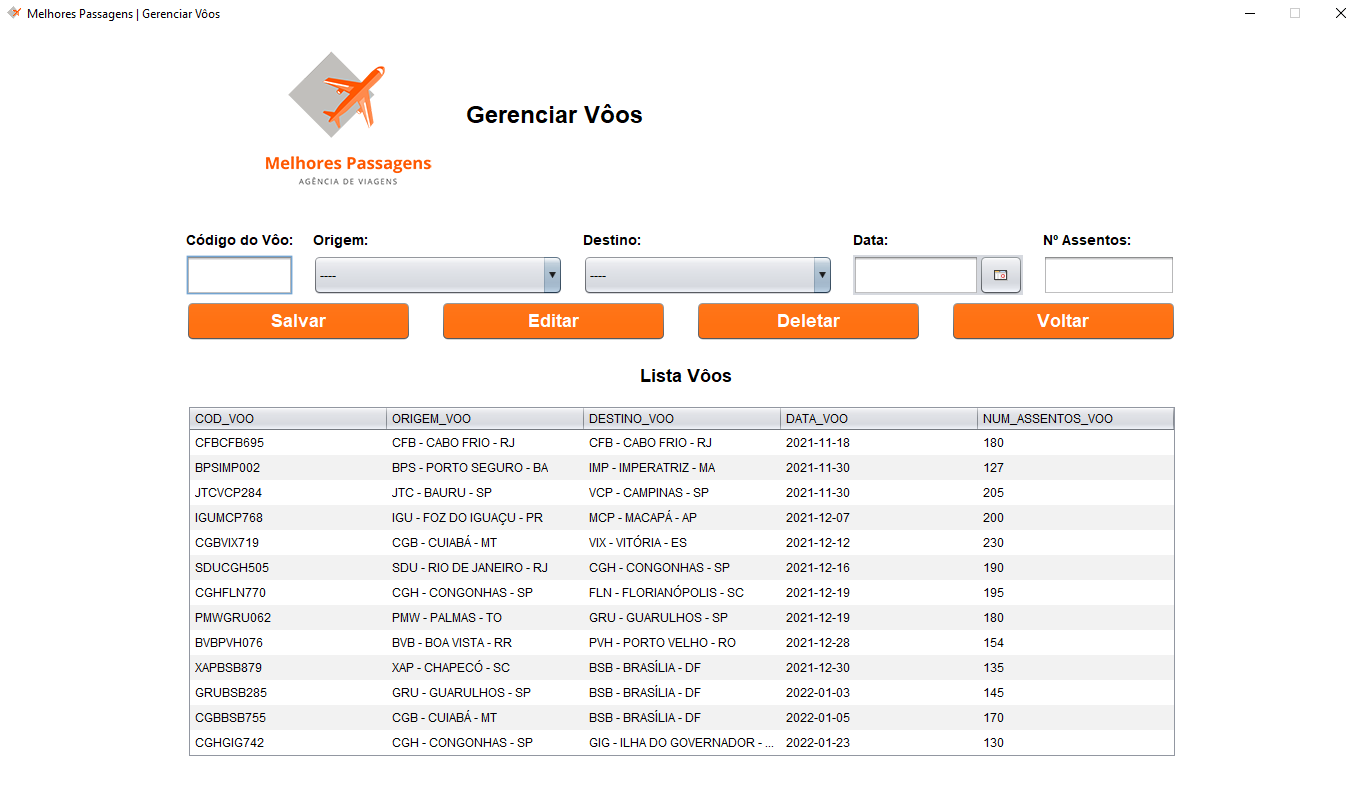 Melhores Passagens | Gerenciar Vôos
Gerenciar Vôos
Melhores Passagens
AGÊNCIA DE VIAGENS
Código do Vôo: Origem: Destino: Data: Nº Assentos:
---- ----
Salvar Editar Deletar Voltar
Lista Vôos
COD_VOO ORIGEM_VOO DESTINO_VOO DATA_VOO NUM_ASSENTOS_VOO
CFBCFB695 CFB - CABO FRIO - RJ CFB - CABO FRIO - RJ 2021-11-18 180
BPSIMP002 BPS - PORTO SEGURO - BA IMP - IMPERATRIZ - MA 2021-11-30 127
JTCVCP284 JTC - BAURU - SP VCP - CAMPINAS - SP 2021-11-30 205
IGUMCP768 IGU - FOZ DO IGUAÇU - PR MCP - MACAPÁ - AP 2021-12-07 200
CGBVIX719 CGB - CUIABÁ - MT VIX - VITÓRIA - ES 2021-12-12 230
SDUCGH505 SDU - RIO DE JANEIRO - RJ CGH - CONGONHAS - SP 2021-12-16 190
CGHFLN770 CGH - CONGONHAS - SP FLN - FLORIANÓPOLIS - SC 2021-12-19 195
PMWGRU062 PMW - PALMAS - TO GRU - GUARULHOS - SP 2021-12-19 180
BVBPVH076 BVB - BOA VISTA - RR PVH - PORTO VELHO - RO 2021-12-28 154
XAPBSB879 XAP - CHAPECÓ - SC BSB - BRASÍLIA - DF 2021-12-30 135
GRUBSB285 GRU - GUARULHOS - SP BSB - BRASÍLIA - DF 2022-01-03 145
CGBBSB755 CGB - CUIABÁ - MT BSB - BRASÍLIA - DF 2022-01-05 170
CGHGIG742 CGH - CONGONHAS - SP GIG - ILHA DO GOVERNADOR - ... 2022-01-23 130